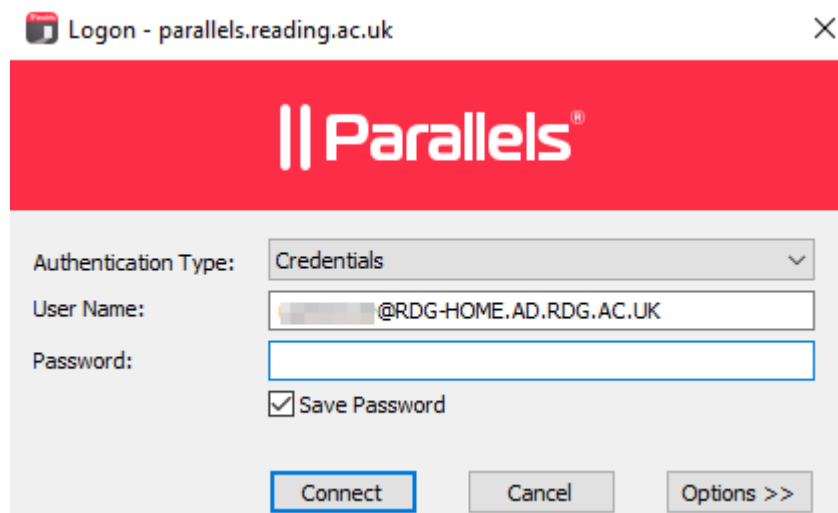 Logon - parallels.reading.ac.uk
Parallels®
Authentication Type: Credentials
User Name: @RDG-HOME.AD.RDG.AC.UK
Password:
Save Password
Connect Cancel Options >>